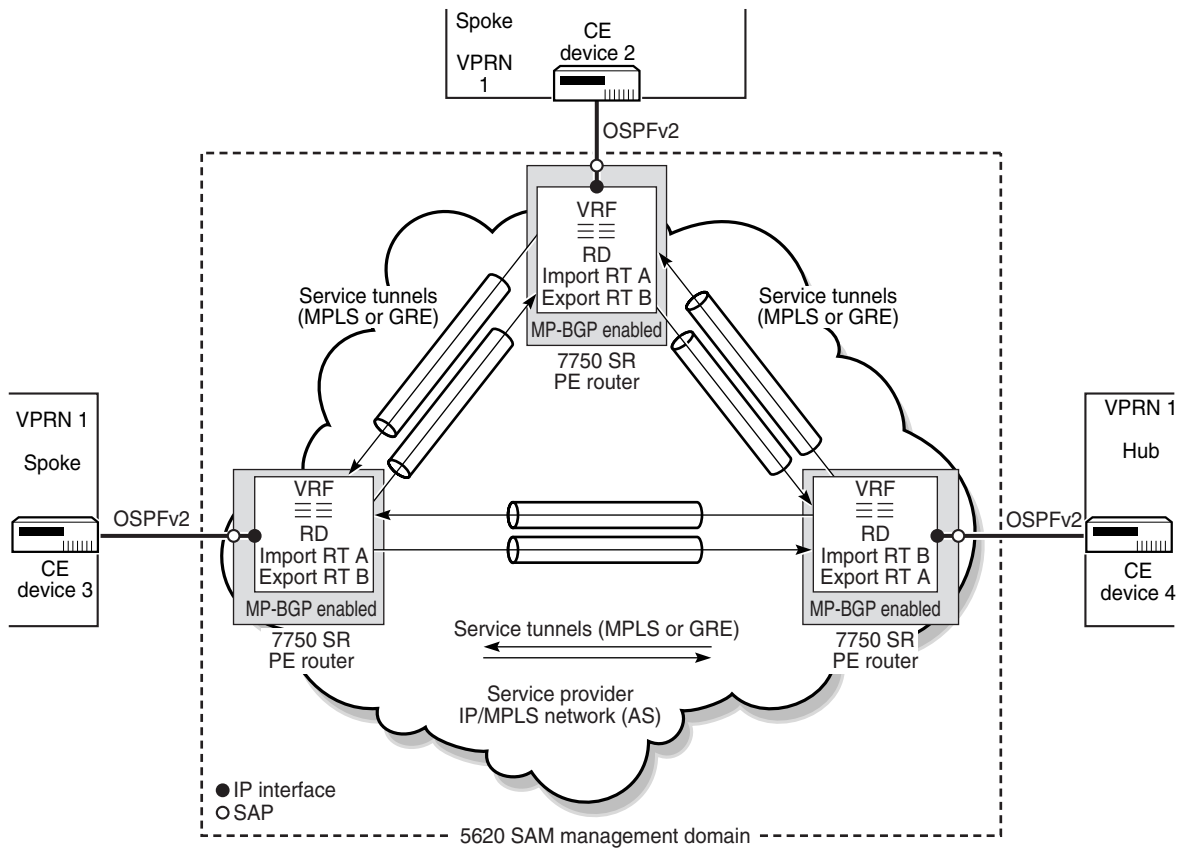 Spoke
VPRN
1
CE
device 2
OSPFv2
VRF
RD
Import RT A
Export RT B
MP-BGP enabled
7750 SR
PE router
Service tunnels
(MPLS or GRE)
Service tunnels
(MPLS or GRE)
VPRN 1
Spoke
CE
device 3
OSPFv2
VRF
RD
Import RT A
Export RT B
MP-BGP enabled
7750 SR
PE router
VRF
RD
Import RT B
Export RT A
MP-BGP enabled
7750 SR
PE router
OSPFv2
VPRN 1
Hub
CE
device 4
Service tunnels (MPLS or GRE)
Service provider
IP/MPLS network (AS)
IP interface
SAP
5620 SAM management domain